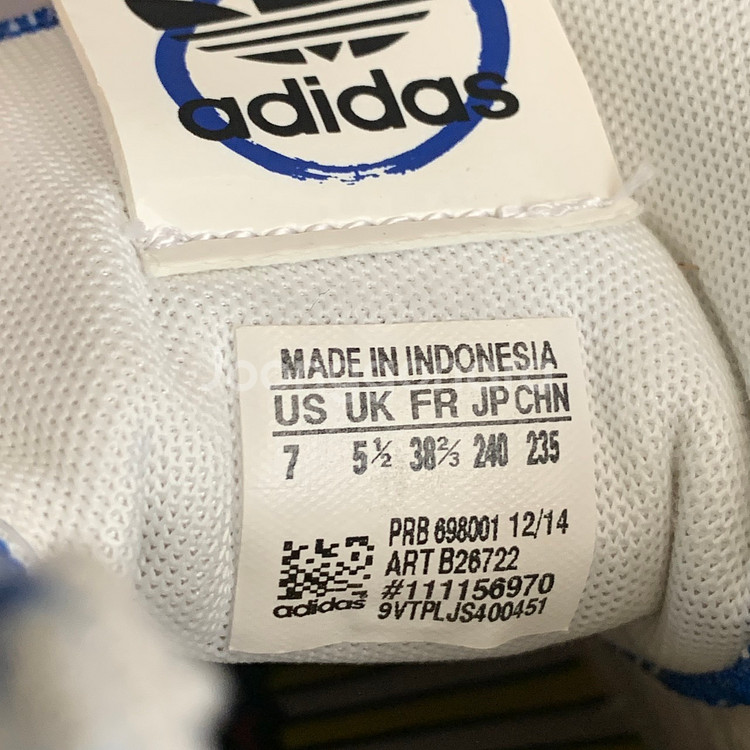 adidas
MADE IN INDONESIA
US UK FR JP CHN
7 5½ 38⅔ 240 235
PRB 698001 12/14
ART B26722
#111156970
9VTPLJS400451
adidas